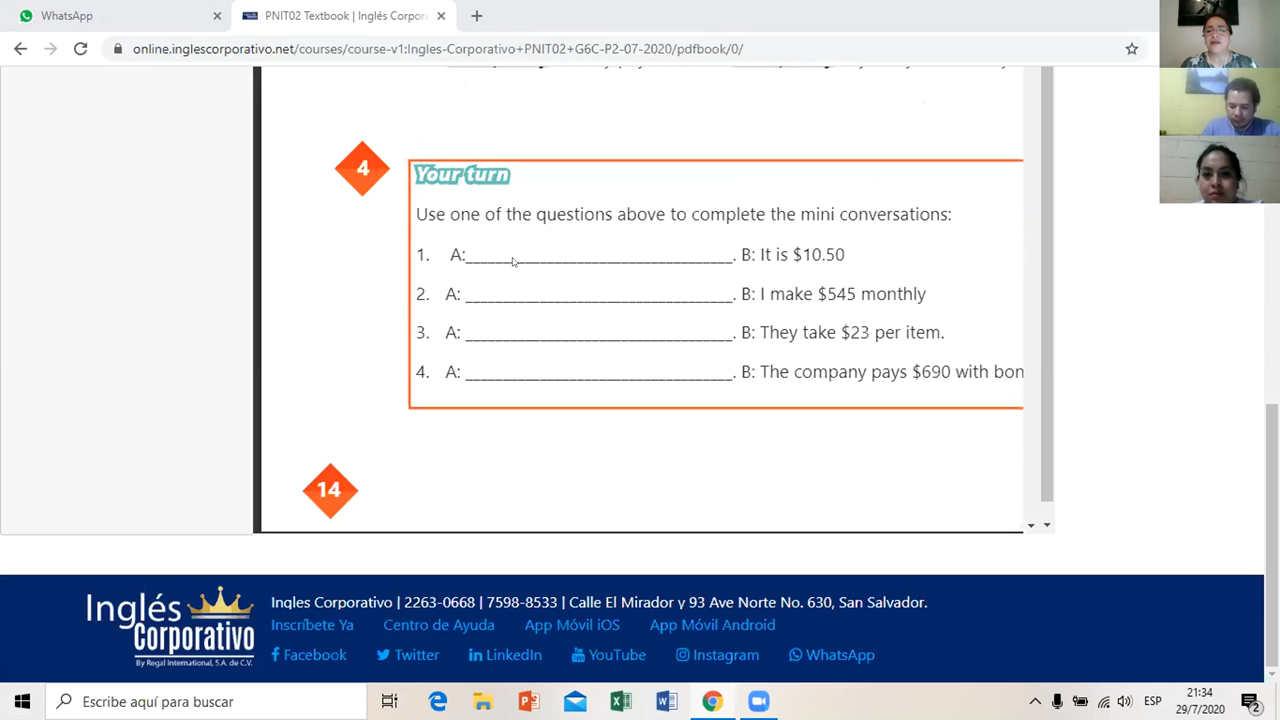 WhatsApp
PNIT02 Textbook | Inglés Corpor
online.inglescorporativo.net/courses/course-v1:Ingles-Corporativo+PNIT02+G6C-P2-07-2020/pdfbook/0/
4
Your turn
Use one of the questions above to complete the mini conversations:
1. A:______________________________. B: It is $10.50
2. A: ______________________________. B: I make $545 monthly
3. A: ______________________________. B: They take $23 per item.
4. A: ______________________________. B: The company pays $690 with bon
14
Inglés
Corporativo
By Regal International, S.A. de C.V.
Ingles Corporativo | 2263-0668 | 7598-8533 | Calle El Mirador y 93 Ave Norte No. 630, San Salvador.
Inscríbete Ya Centro de Ayuda App Móvil iOS App Móvil Android
Facebook Twitter LinkedIn YouTube Instagram WhatsApp
Escribe aquí para buscar
ESP
21:34
29/7/2020
2